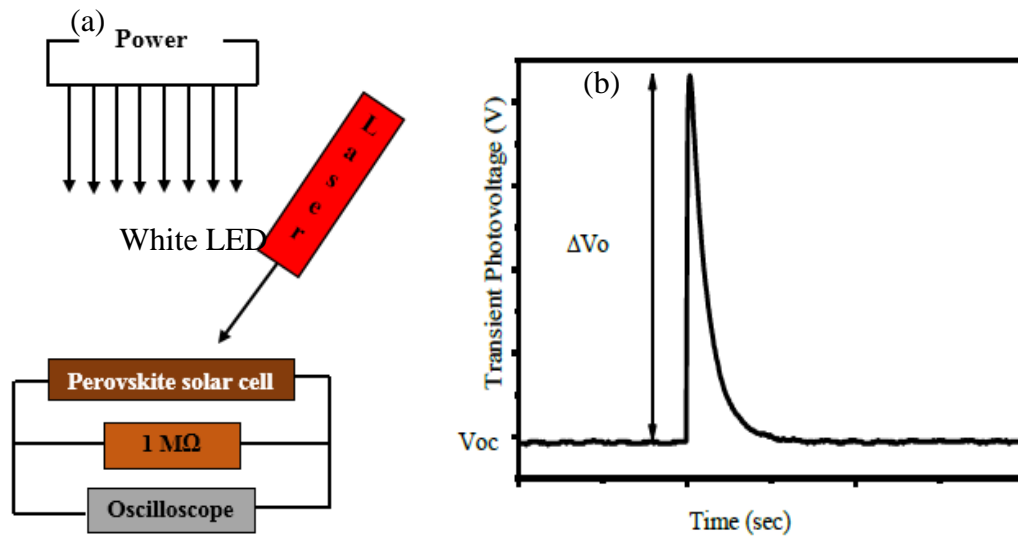 (a)
Power
Laser
White LED
Perovskite solar cell
1 MΩ
Oscilloscope
(b)
Transient Photovoltage (V)
ΔVo
Voc
Time (sec)